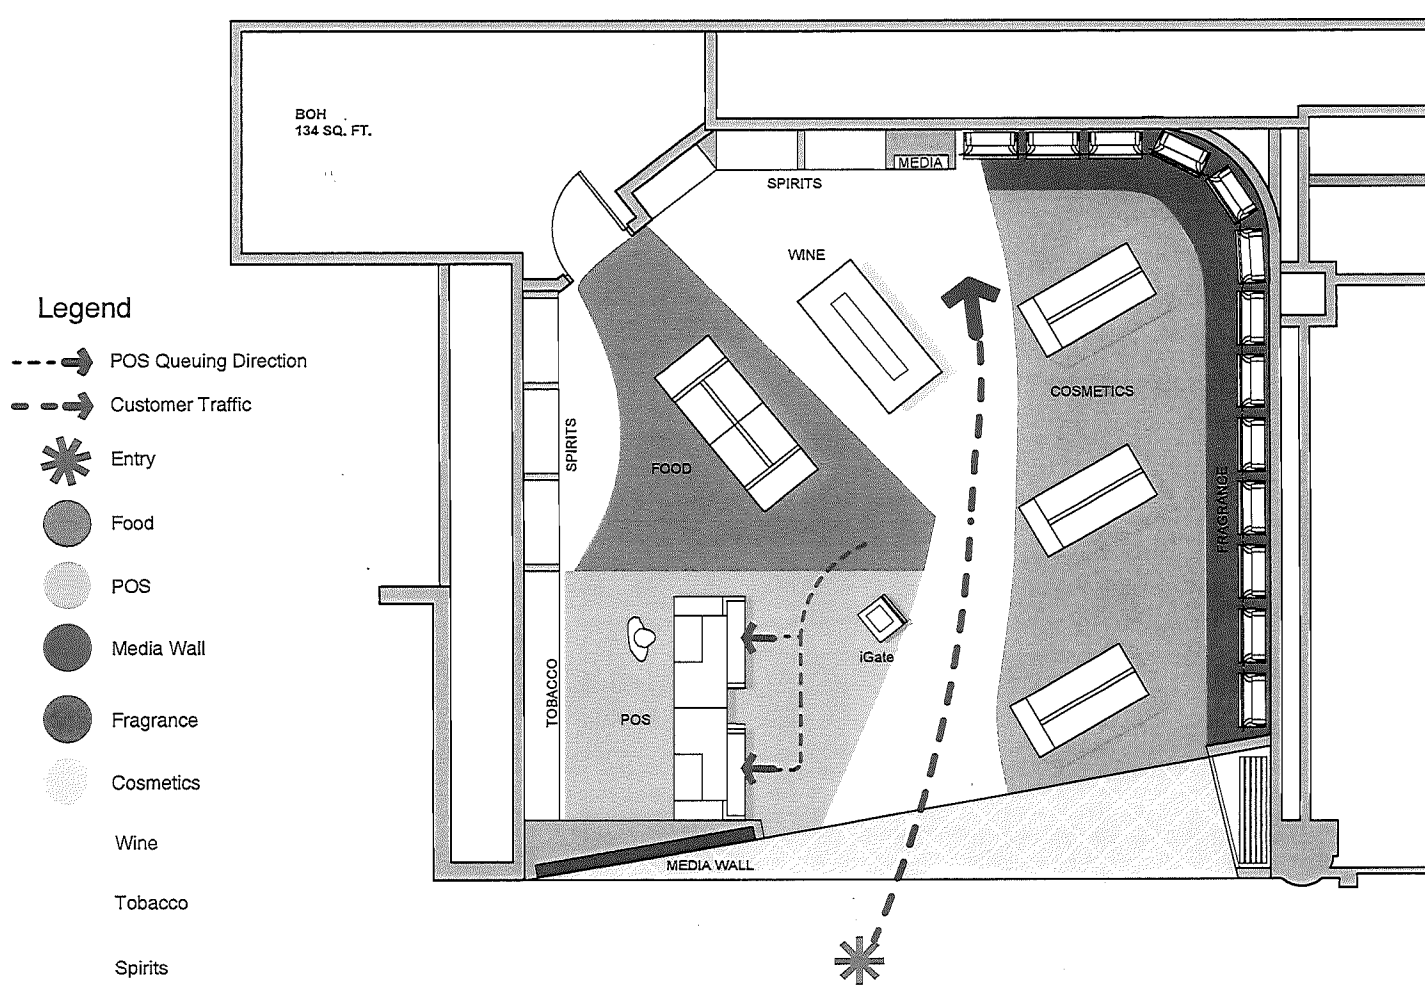 BOH
134 SQ. FT.
MEDIA
SPIRITS
WINE
Legend
POS Queuing Direction
Customer Traffic
Entry
Food
POS
Media Wall
Fragrance
Cosmetics
Wine
Tobacco
Spirits
COSMETICS
SPIRITS
FOOD
FRAGRANCE
iGate
TOBACCO
POS
MEDIA WALL